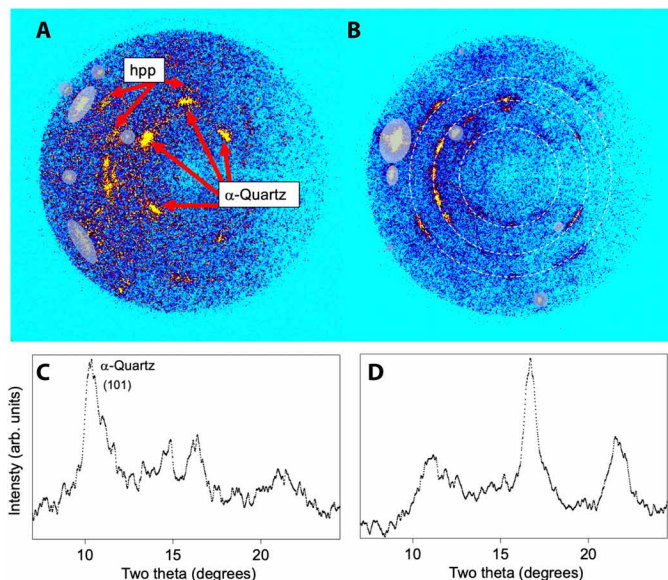 A
B
hpp
α-Quartz
C
α-Quartz
(101)
D
Intensty (arb. units)
10
15
20
10
15
20
Two theta (degrees)
Two theta (degrees)